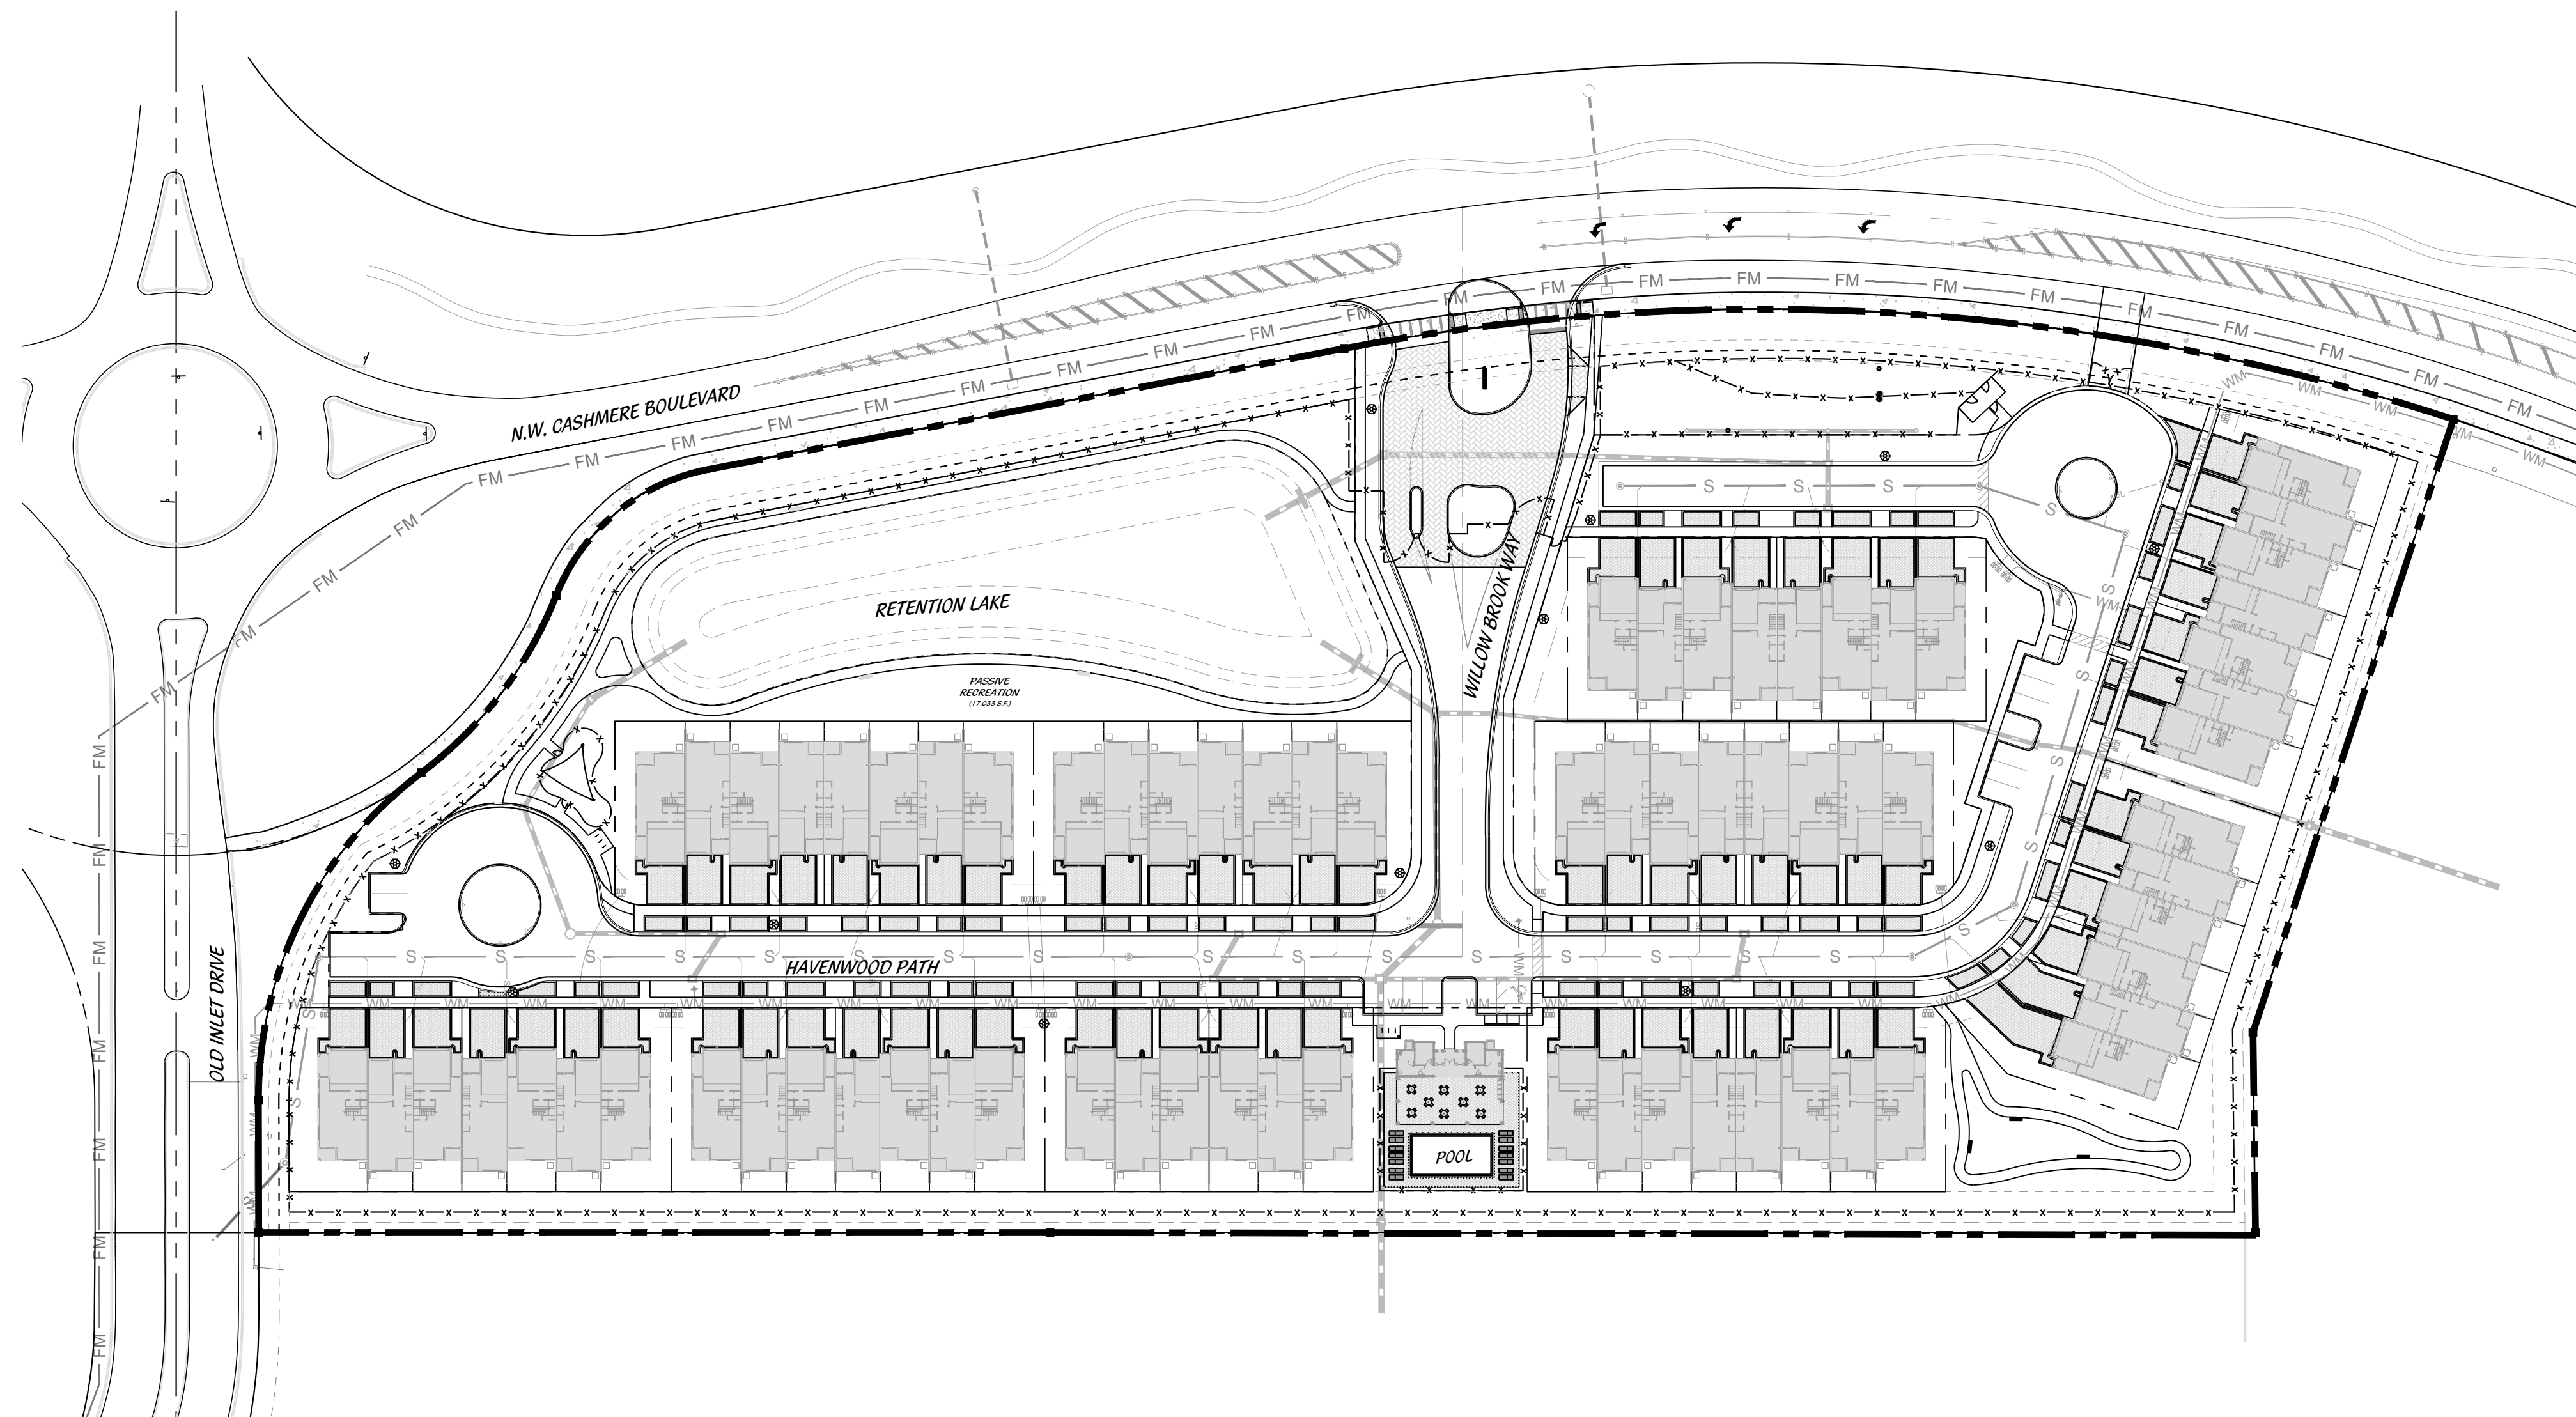 N.W. CASHMERE BOULEVARD
RETENTION LAKE
PASSIVE
RECREATION
(17,033 S.F.)
WILLOW BROOK WAY
HAVENWOOD PATH
OLD INLET DRIVE
POOL
FM
WM
S